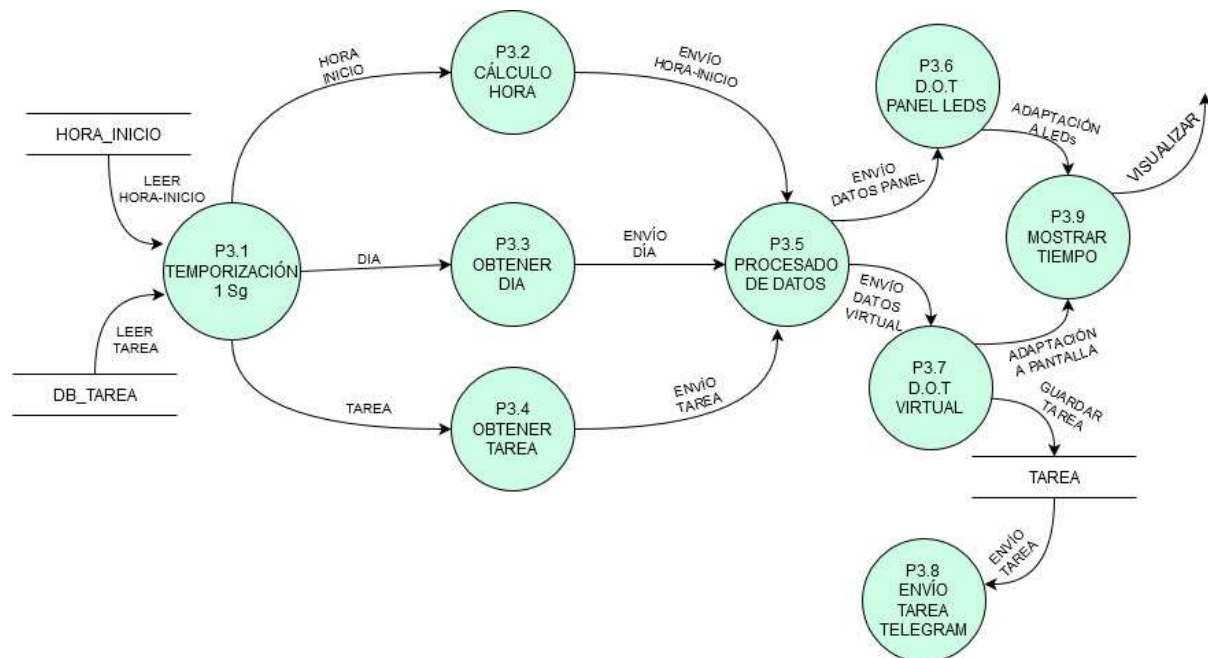 HORA_INICIO
LEER
HORA-INICIO
P3.1
TEMPORIZACIÓN
1 Sg
LEER
TAREA
DB_TAREA
HORA
INICIO
P3.2
CÁLCULO
HORA
ENVÍO
HORA-INICIO
DIA
P3.3
OBTENER
DIA
ENVÍO
DÍA
TAREA
P3.4
OBTENER
TAREA
ENVÍO
TAREA
P3.5
PROCESADO
DE DATOS
ENVÍO
DATOS PANEL
P3.6
D.O.T
PANEL LEDS
ADAPTACIÓN
A LEDs
ENVÍO
DATOS
VIRTUAL
P3.7
D.O.T
VIRTUAL
ADAPTACIÓN
A PANTALLA
P3.9
MOSTRAR
TIEMPO
VISUALIZAR
GUARDAR
TAREA
TAREA
ENVÍO
TAREA
P3.8
ENVÍO
TAREA
TELEGRAM